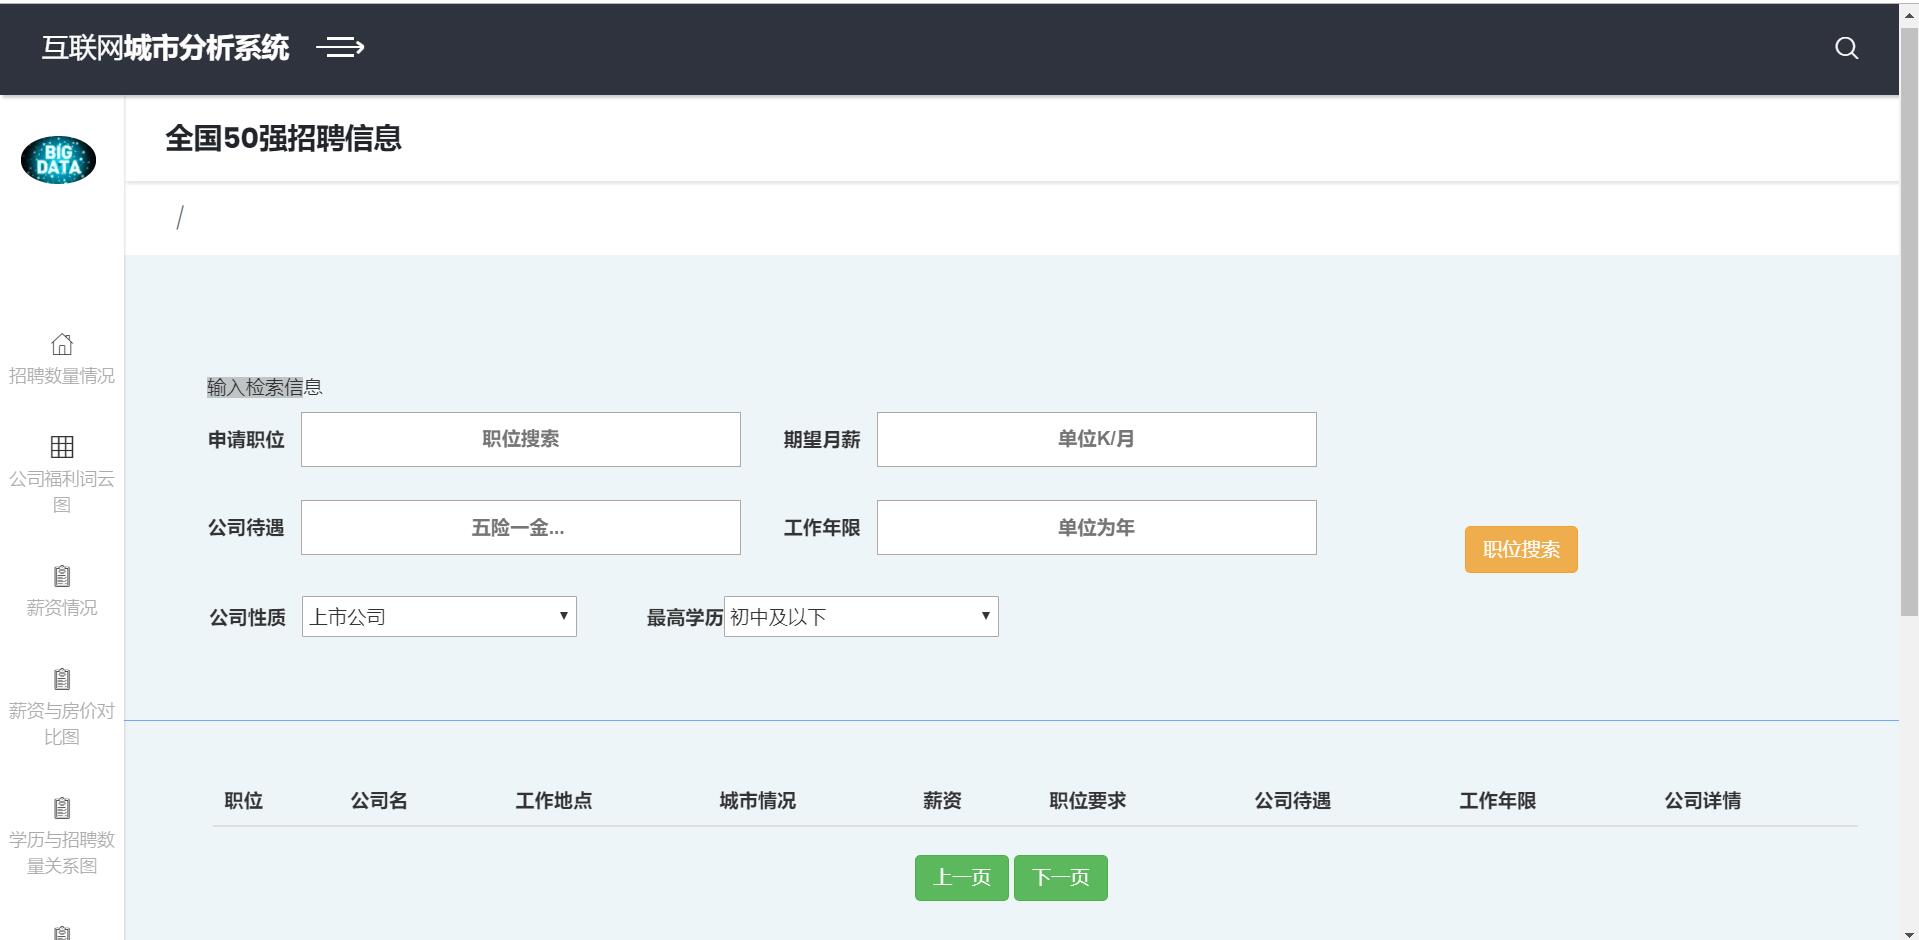 互联网城市分析系统
BIG
DATA
全国50强招聘信息
/
招聘数量情况
公司福利词云
图
薪资情况
薪资与房价对
比图
学历与招聘数
量关系图
输入检索信息
申请职位 职位搜索 期望月薪 单位K/月
公司待遇 五险一金... 工作年限 单位为年
职位搜索
公司性质 上市公司 最高学历 初中及以下
职位 公司名 工作地点 城市情况 薪资 职位要求 公司待遇 工作年限 公司详情
上一页 下一页